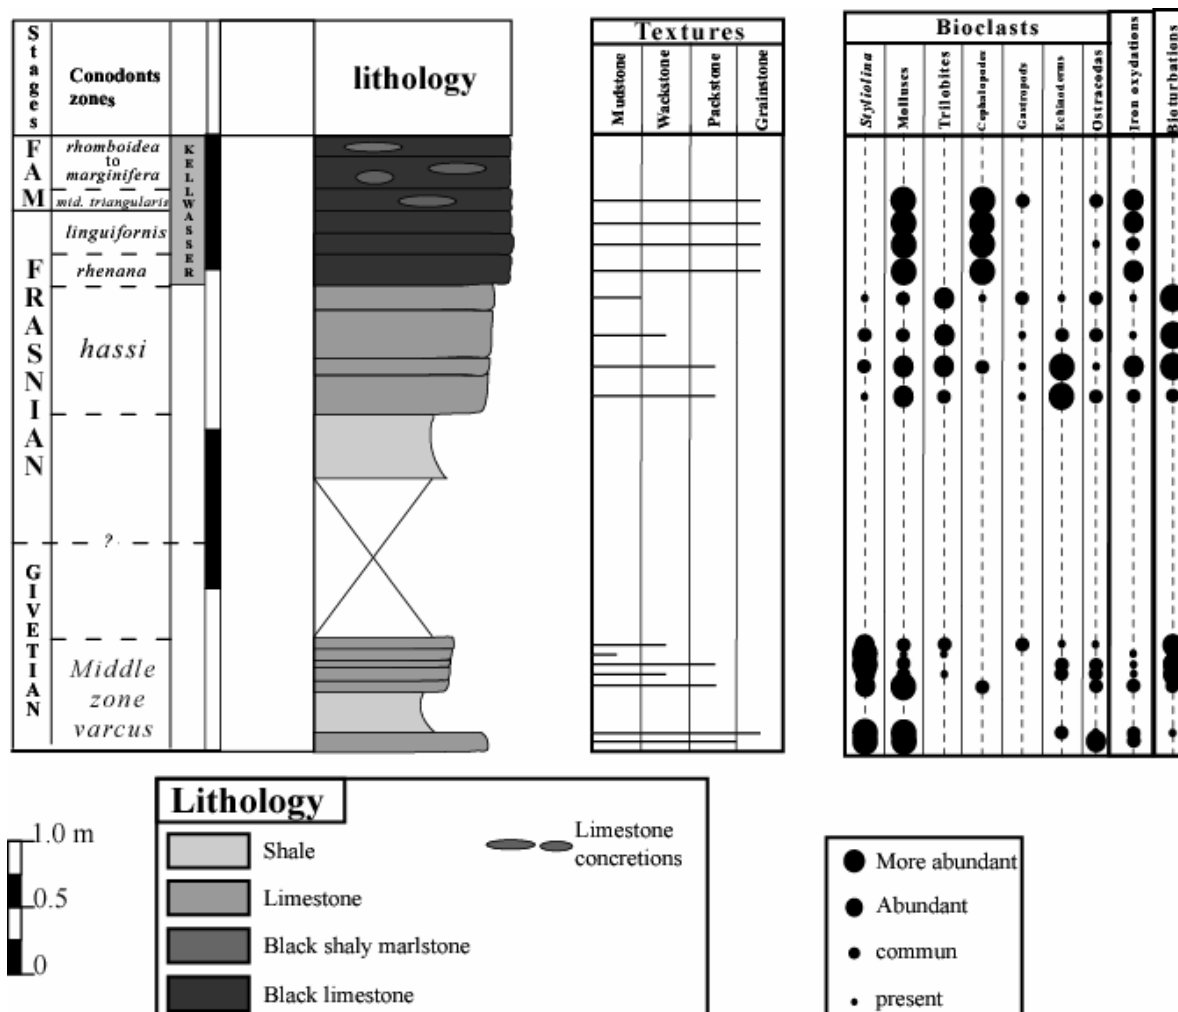 Stages
Conodonts
zones
lithology
Textures
Mudstone
Wackstone
Packstone
Grainstone
Bioclasts
Styliolina
Molluses
Trilobites
Cephalopodes
Gastropods
Echinoderms
Ostracodas
Iron oxydations
Bioturbations
FAM
rhomboidea
to
marginifera
mid. triangularis
KELLWASSER
FRASNIAN
linguifornis
rhenana
hassi
?
GIVETIAN
Middle
zone
varcus
Lithology
Shale
Limestone
Black shaly marlstone
Black limestone
Limestone
concretions
1.0 m
0.5
0
More abundant
Abundant
commun
present